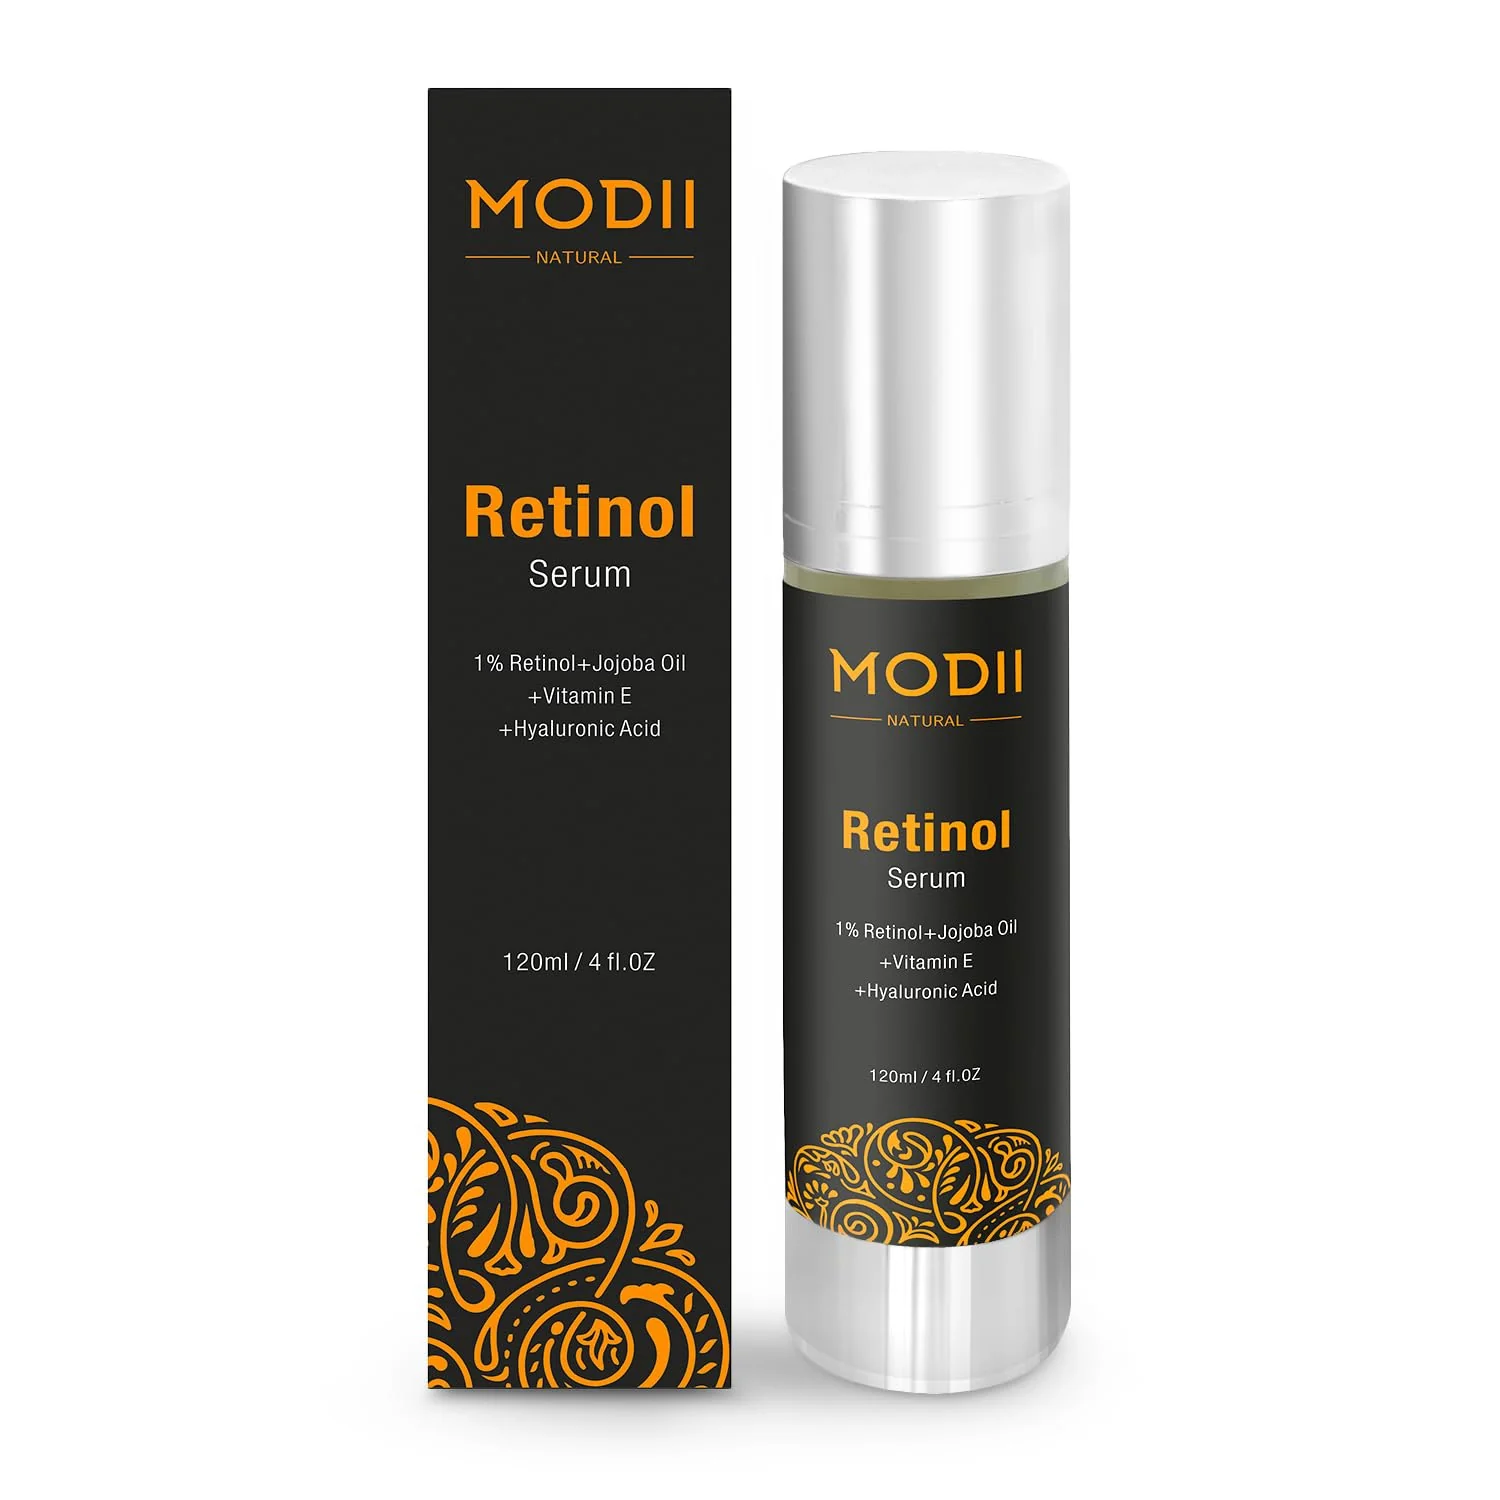 MODII
NATURAL
Retinol
Serum
1% Retinol+Jojoba Oil
+Vitamin E
+Hyaluronic Acid
120ml / 4 fl.OZ
MODII
NATURAL
Retinol
Serum
1% Retinol+Jojoba Oil
+Vitamin E
+Hyaluronic Acid
120ml / 4 fl.OZ